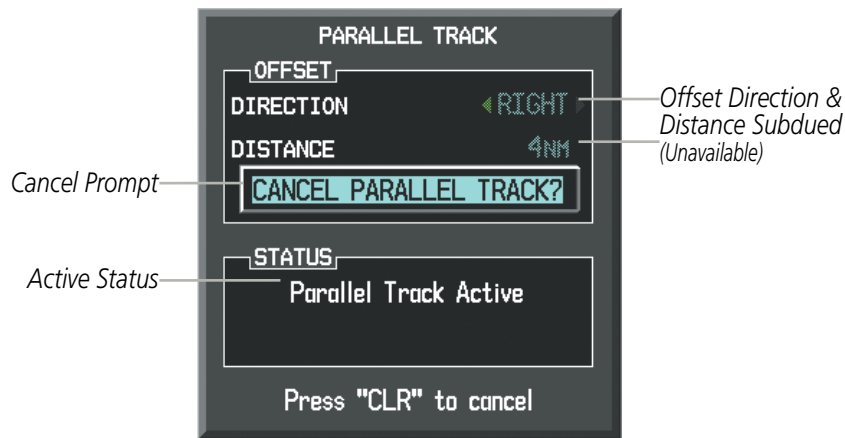 PARALLEL TRACK
OFFSET
DIRECTION RIGHT
DISTANCE 4NM
CANCEL PARALLEL TRACK?
STATUS
Parallel Track Active
Press "CLR" to cancel
Cancel Prompt
Active Status
Offset Direction &
Distance Subdued
(Unavailable)